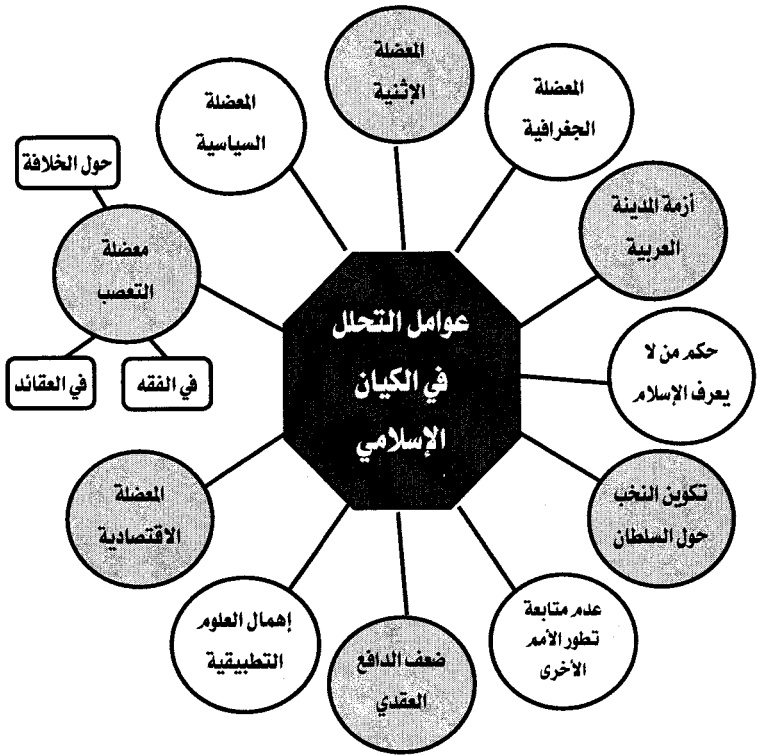 عوامل التحلل
في الكيان
الإسلامي
المعضلة
الإثنية
المعضلة
الجغرافية
أزمة المدينة
العربية
حكم من لا
يعرف الإسلام
تكوين النخب
حول السلطان
عدم متابعة
تطور الأمم
الأخرى
ضعف الدافع
العقدي
إهمال العلوم
التطبيقية
المعضلة
الاقتصادية
معضلة
التعصب
حول الخلافة
في الفقه
في العقائد
المعضلة
السياسية